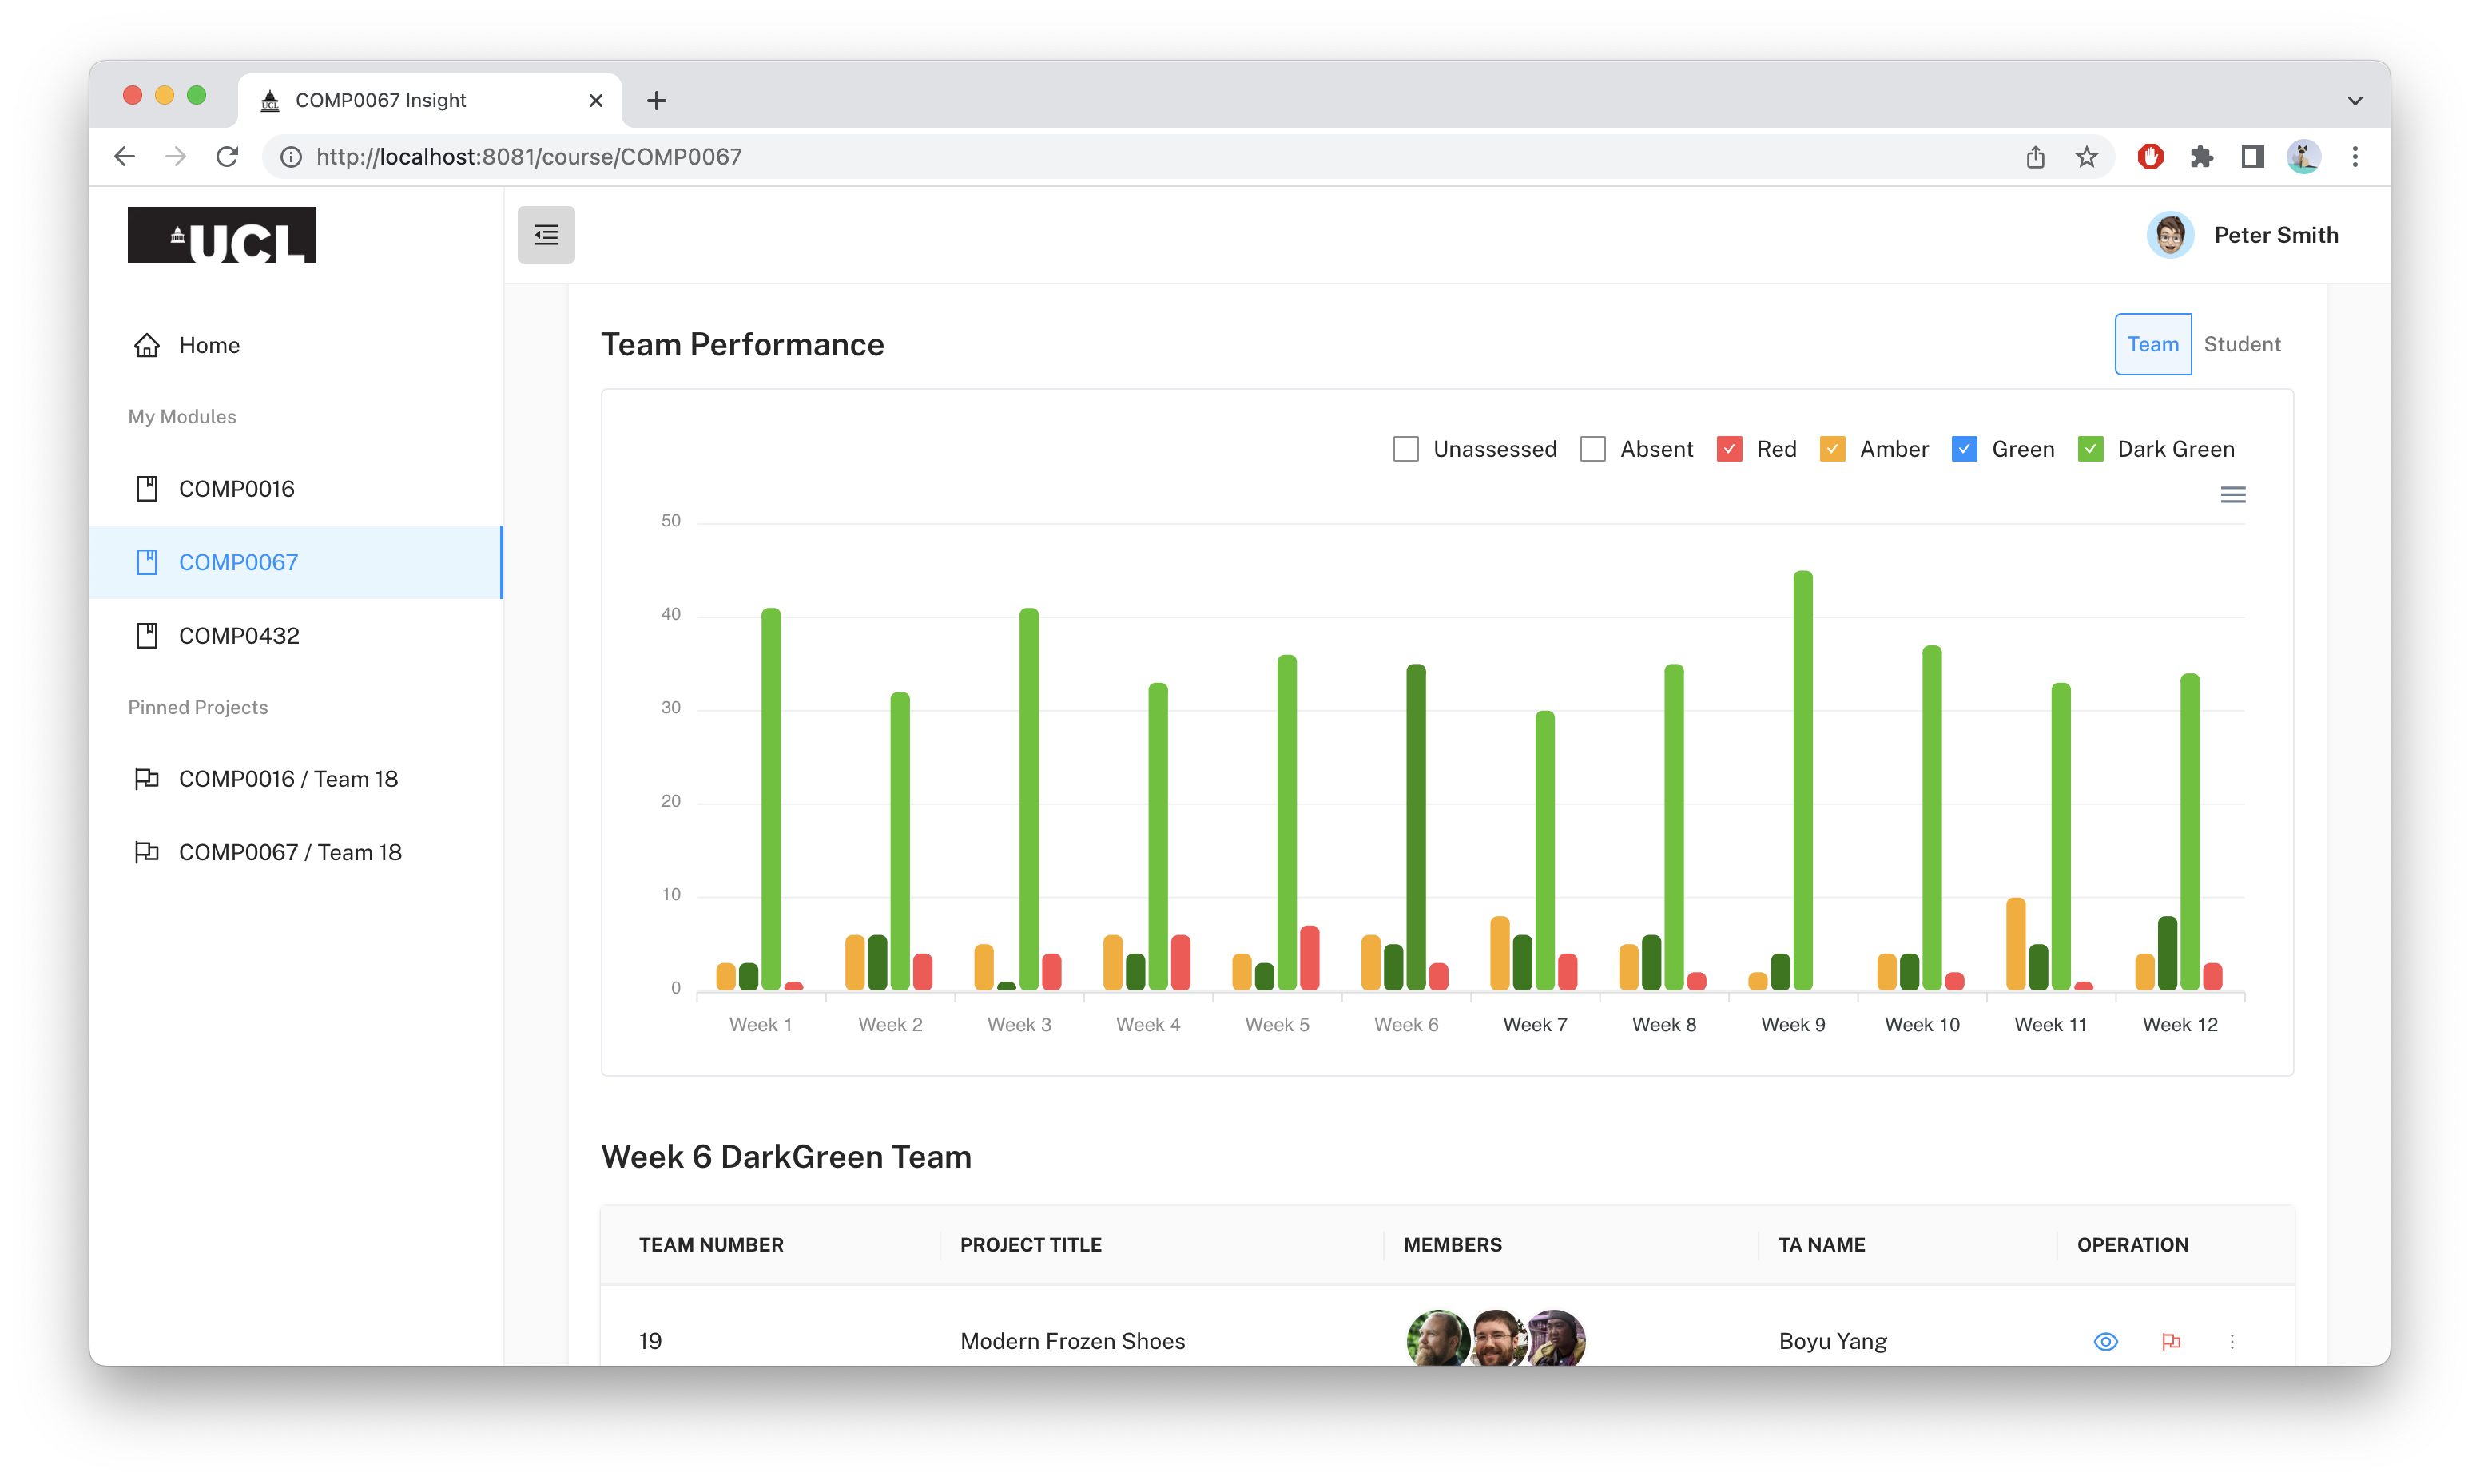 COMP0067 Insight
http://localhost:8081/course/COMP0067
UCL
Peter Smith
Home
My Modules
COMP0016
COMP0067
COMP0432
Pinned Projects
COMP0016 / Team 18
COMP0067 / Team 18
Team Performance
Team Student
Unassessed Absent Red Amber Green Dark Green
50
40
30
20
10
0
Week 1 Week 2 Week 3 Week 4 Week 5 Week 6 Week 7 Week 8 Week 9 Week 10 Week 11 Week 12
Week 6 DarkGreen Team
TEAM NUMBER PROJECT TITLE MEMBERS TA NAME OPERATION
19 Modern Frozen Shoes Boyu Yang